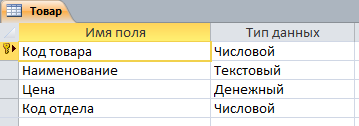 Товар
Имя поля Тип данных
Код товара Числовой
Наименование Текстовый
Цена Денежный
Код отдела Числовой